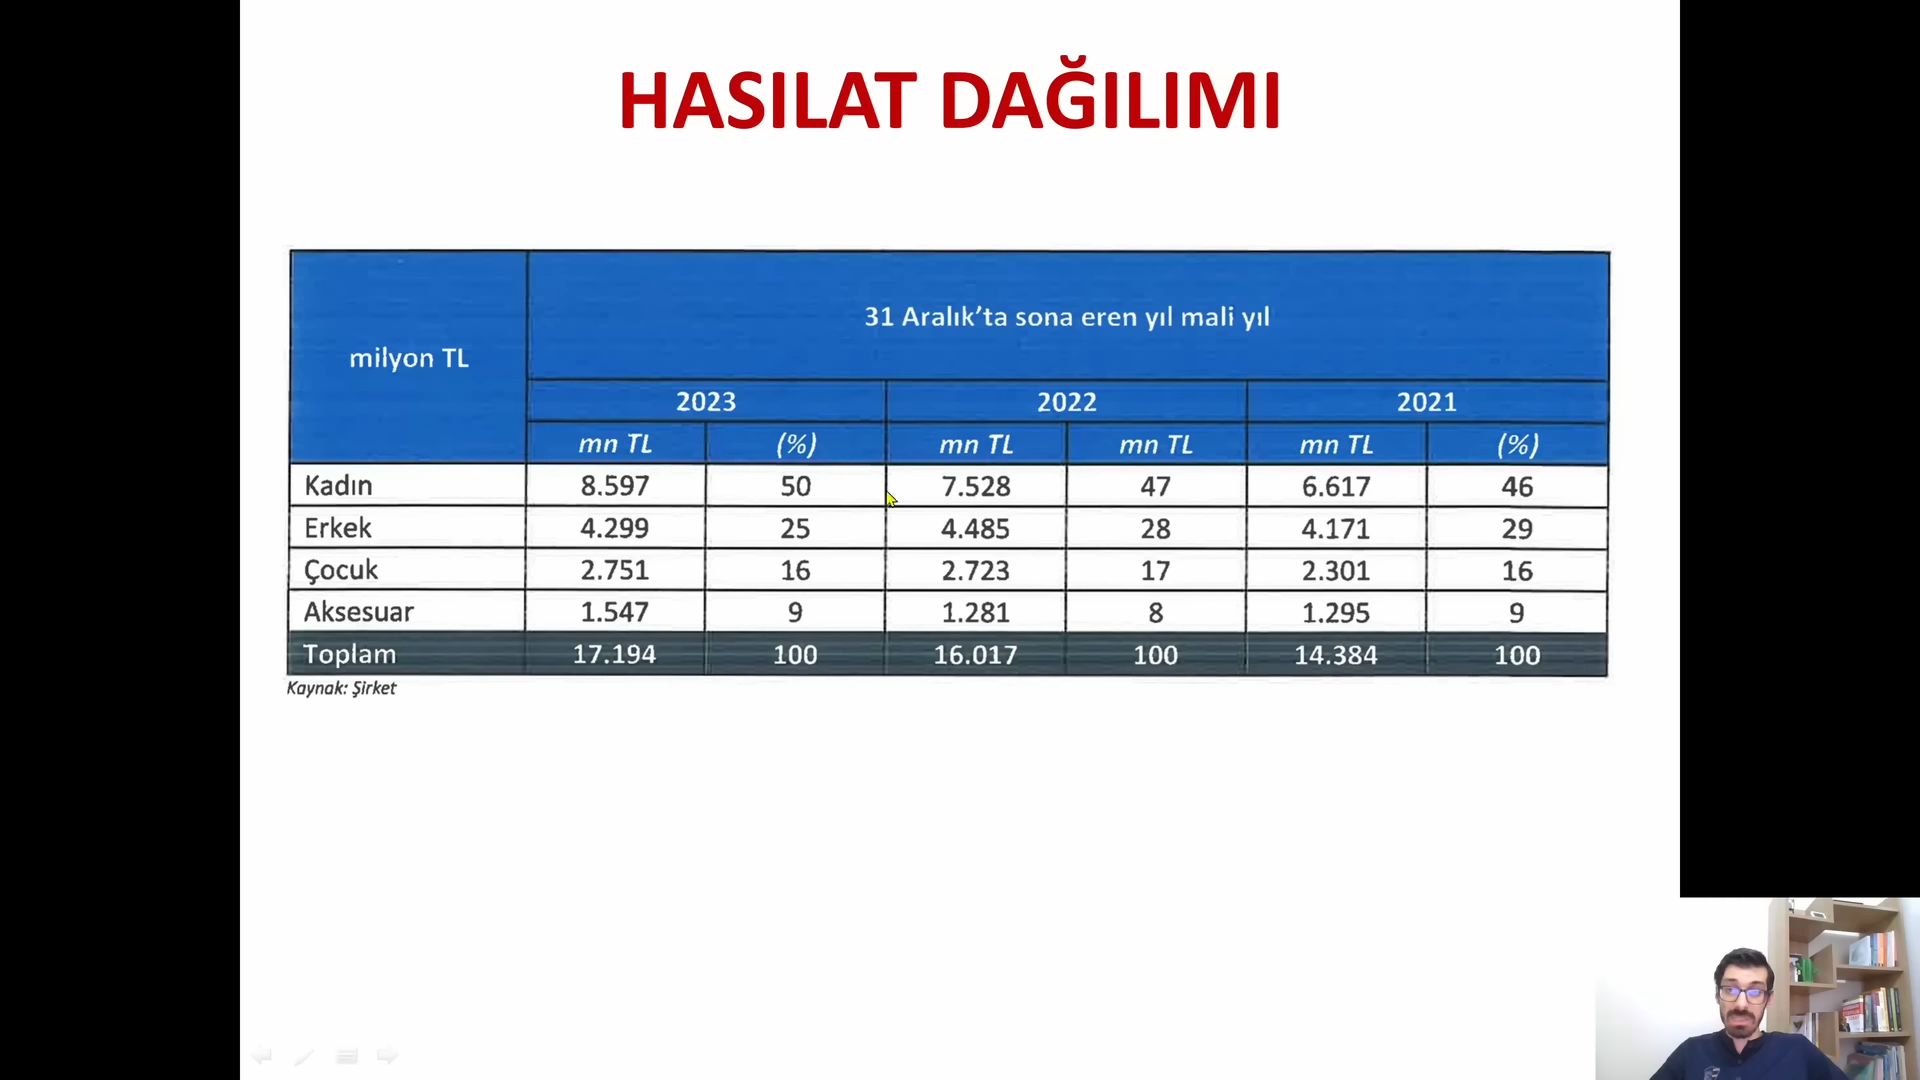 HASILAT DAĞILIMI
milyon TL
31 Aralık'ta sona eren yıl mali yıl
2023 2022 2021
mn TL (%) mn TL mn TL mn TL (%)
Kadın 8.597 50 7.528 47 6.617 46
Erkek 4.299 25 4.485 28 4.171 29
Çocuk 2.751 16 2.723 17 2.301 16
Aksesuar 1.547 9 1.281 8 1.295 9
Toplam 17.194 100 16.017 100 14.384 100
Kaynak: Şirket